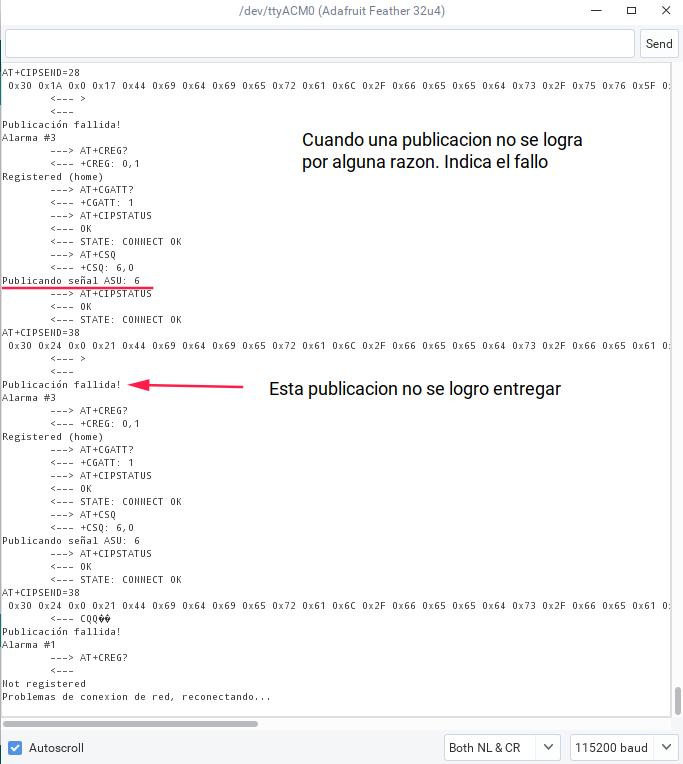 /dev/ttyACM0 (Adafruit Feather 32u4)
Send
AT+CIPSEND=28
0x30 0x1A 0x0 0x17 0x44 0x69 0x64 0x69 0x65 0x72 0x61 0x6C 0x2F 0x66 0x65 0x65 0x64 0x73 0x2F 0x75 0x76 0x5F 0x
<--- >
<---
Publicación fallida!
Alarma #3
Cuando una publicacion no se logra
por alguna razon. Indica el fallo
---> AT+CREG?
<--- +CREG: 0,1
Registered (home)
---> AT+CGATT?
<--- +CGATT: 1
---> AT+CIPSTATUS
<--- OK
<--- STATE: CONNECT OK
---> AT+CSQ
<--- +CSQ: 6,0
Publicando señal ASU: 6
---> AT+CIPSTATUS
<--- OK
<--- STATE: CONNECT OK
AT+CIPSEND=38
0x30 0x24 0x0 0x21 0x44 0x69 0x64 0x69 0x65 0x72 0x61 0x6C 0x2F 0x66 0x65 0x65 0x64 0x73 0x2F 0x66 0x65 0x61 0x
<--- >
<---
Publicación fallida!
Esta publicacion no se logro entregar
Alarma #3
---> AT+CREG?
<--- +CREG: 0,1
Registered (home)
---> AT+CGATT?
<--- +CGATT: 1
---> AT+CIPSTATUS
<--- OK
<--- STATE: CONNECT OK
---> AT+CSQ
<--- +CSQ: 6,0
Publicando señal ASU: 6
---> AT+CIPSTATUS
<--- OK
<--- STATE: CONNECT OK
AT+CIPSEND=38
0x30 0x24 0x0 0x21 0x44 0x69 0x64 0x69 0x65 0x72 0x61 0x6C 0x2F 0x66 0x65 0x65 0x64 0x73 0x2F 0x66 0x65 0x61 0x
<--- CQQ��
Publicación fallida!
Alarma #1
---> AT+CREG?
<---
Not registered
Problemas de conexion de red, reconectando...
Autoscroll
Both NL & CR
115200 baud